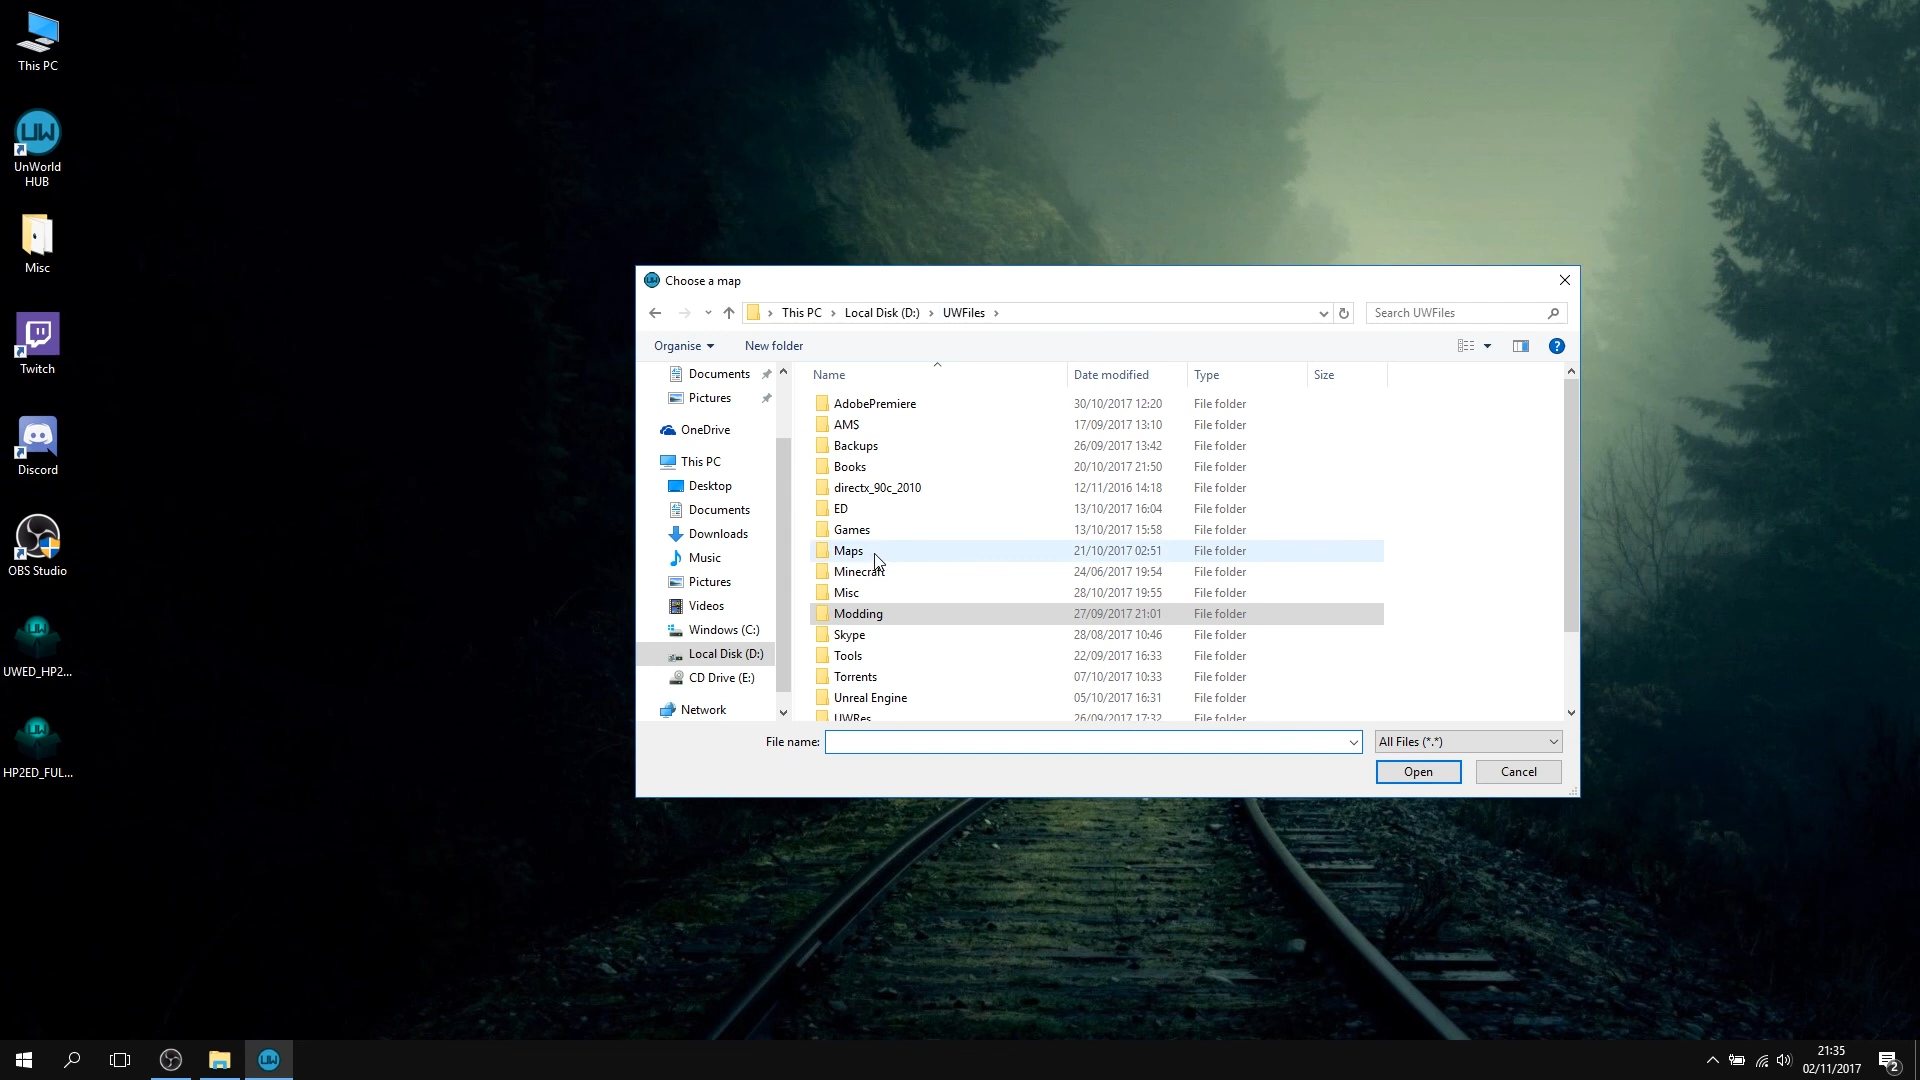 This PC
UnWorld
HUB
Misc
Twitch
Discord
OBS Studio
UWED_HP2...
HP2ED_FUL...
Choose a map
This PC
Local Disk (D:)
UWFiles
Search UWFiles
Organise
New folder
Documents
Pictures
OneDrive
This PC
Desktop
Documents
Downloads
Music
Pictures
Videos
Windows (C:)
Local Disk (D:)
CD Drive (E:)
Network
Name Date modified Type Size
AdobePremiere 30/10/2017 12:20 File folder
AMS 17/09/2017 13:10 File folder
Backups 26/09/2017 13:42 File folder
Books 20/10/2017 21:50 File folder
directx_90c_2010 12/11/2016 14:18 File folder
ED 13/10/2017 16:04 File folder
Games 13/10/2017 15:58 File folder
Maps 21/10/2017 02:51 File folder
Minecraft 24/06/2017 19:54 File folder
Misc 28/10/2017 19:55 File folder
Modding 27/09/2017 21:01 File folder
Skype 28/08/2017 10:46 File folder
Tools 22/09/2017 16:33 File folder
Torrents 07/10/2017 10:33 File folder
Unreal Engine 05/10/2017 16:31 File folder
UWRes 26/09/2017 17:32 File folder
File name:
All Files (*.*)
Open
Cancel
21:35
02/11/2017
2